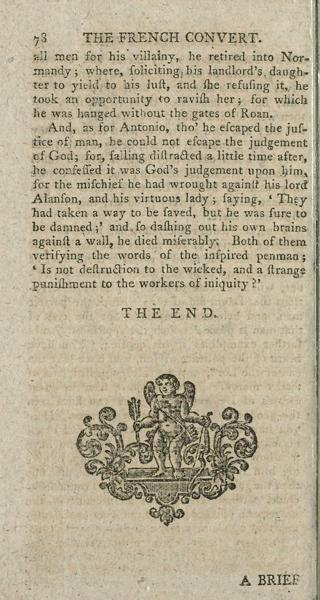 78 THE FRENCH CONVERT.
all men for his villainy, he retired into Nor-
mandy; where, ſoliciting his landlord's daugh-
ter to yield to his luſt, and ſhe refuſing it, he
took an opportunity to raviſh her; for which
he was hanged without the gates of Roan.
And, as for Antonio, tho' he eſcaped the juſ-
tice of man, he could not eſcape the judgement
of God; for, falling diſtracted a little time after,
he confeſſed it was God's judgement upon him,
for the miſchief he had wrought againſt his lord
Alanſon, and his virtuous lady; ſaying, ‘ They
had taken a way to be ſaved, but he was ſure to
be damned;’ and ſo daſhing out his own brains
againſt a wall, he died miſerably. Both of them
verifying the words of the inſpired penman;
‘ Is not deſtruction to the wicked, and a ſtrange
puniſhment to the workers of iniquity?’
THE END.
A BRIEF